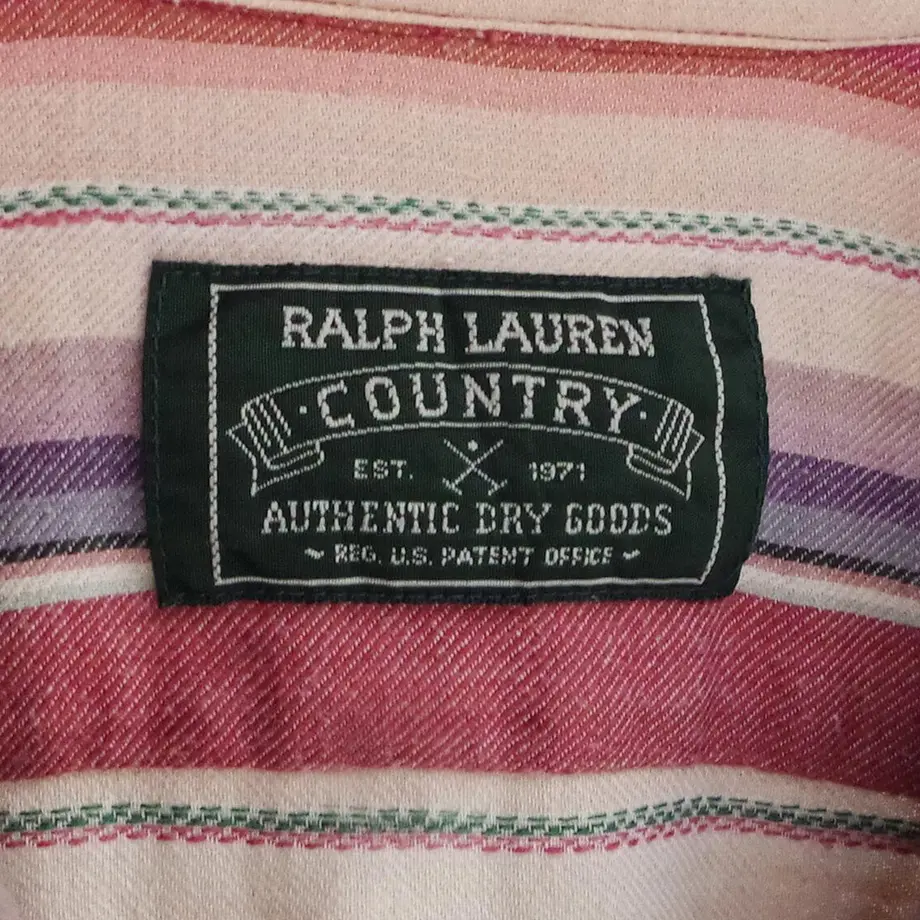 RALPH LAUREN
·COUNTRY·
EST. 1971
AUTHENTIC DRY GOODS
~ REG. U.S. PATENT OFFICE ~